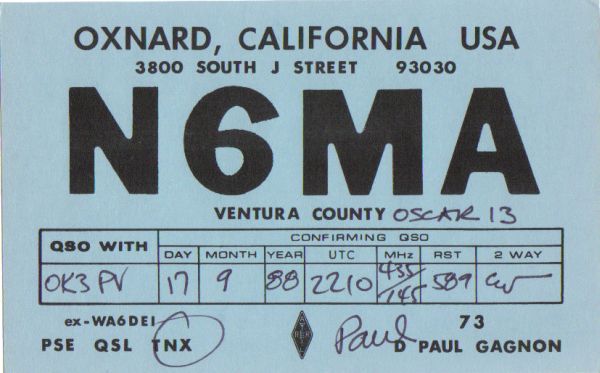 OXNARD, CALIFORNIA USA
3800 SOUTH J STREET 93030
N6MA
VENTURA COUNTY OSCAR 13
QSO WITH
CONFIRMING QSO
DAY MONTH YEAR UTC MHz RST 2 WAY
OK3PV 17 9 88 2210 435/145 589 CW
ex-WA6DEI
PSE QSL TNX
Paul
73
D PAUL GAGNON